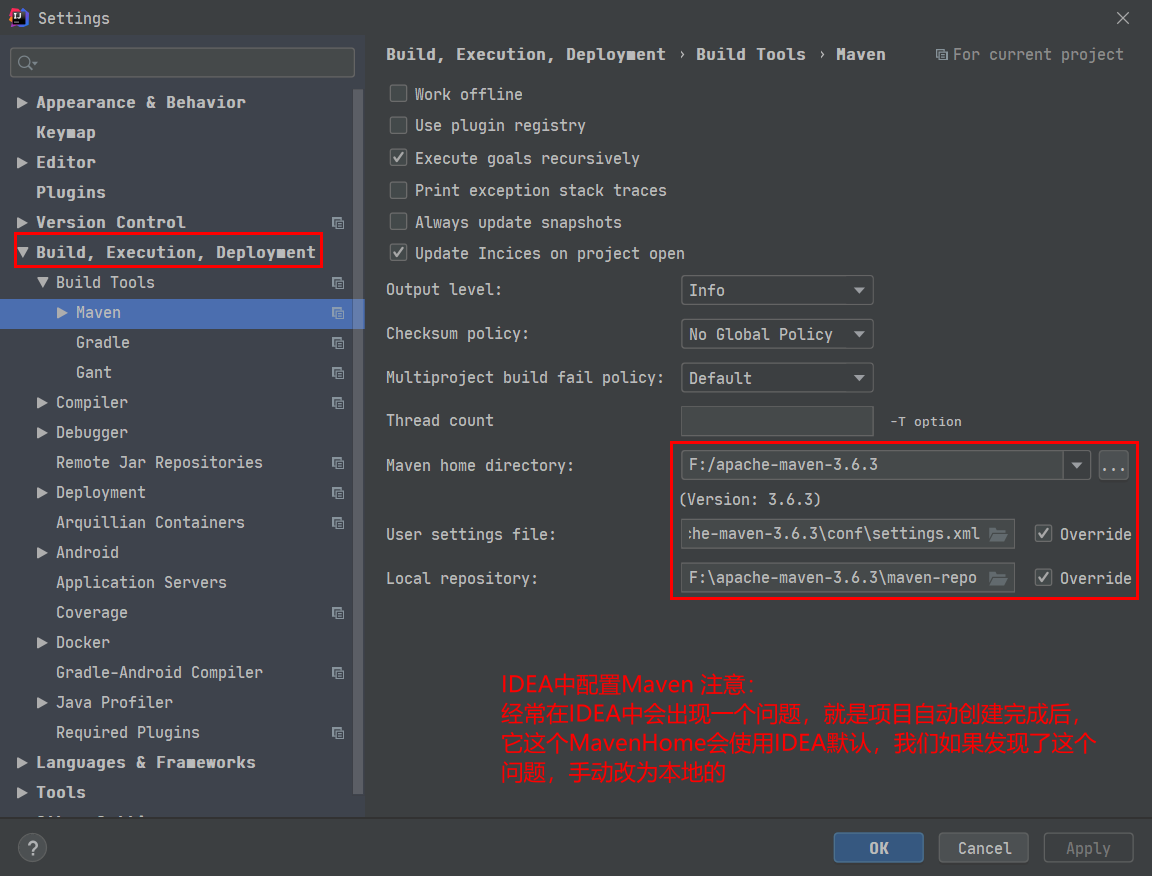 Settings
Build, Execution, Deployment › Build Tools › Maven For current project
Appearance & Behavior
Keymap
Editor
Plugins
Version Control
Build, Execution, Deployment
Build Tools
Maven
Gradle
Gant
Compiler
Debugger
Remote Jar Repositories
Deployment
Arquillian Containers
Android
Application Servers
Coverage
Docker
Gradle-Android Compiler
Java Profiler
Required Plugins
Languages & Frameworks
Tools
Work offline
Use plugin registry
Execute goals recursively
Print exception stack traces
Always update snapshots
Update Incices on project open
Output level: Info
Checksum policy: No Global Policy
Multiproject build fail policy: Default
Thread count -T option
Maven home directory: F:/apache-maven-3.6.3 ...
(Version: 3.6.3)
User settings file: he-maven-3.6.3\conf\settings.xml Override
Local repository: F:\apache-maven-3.6.3\maven-repo Override
IDEA中配置Maven 注意：
经常在IDEA中会出现一个问题，就是项目自动创建完成后，
它这个MavenHome会使用IDEA默认，我们如果发现了这个
问题，手动改为本地的
? OK Cancel Apply